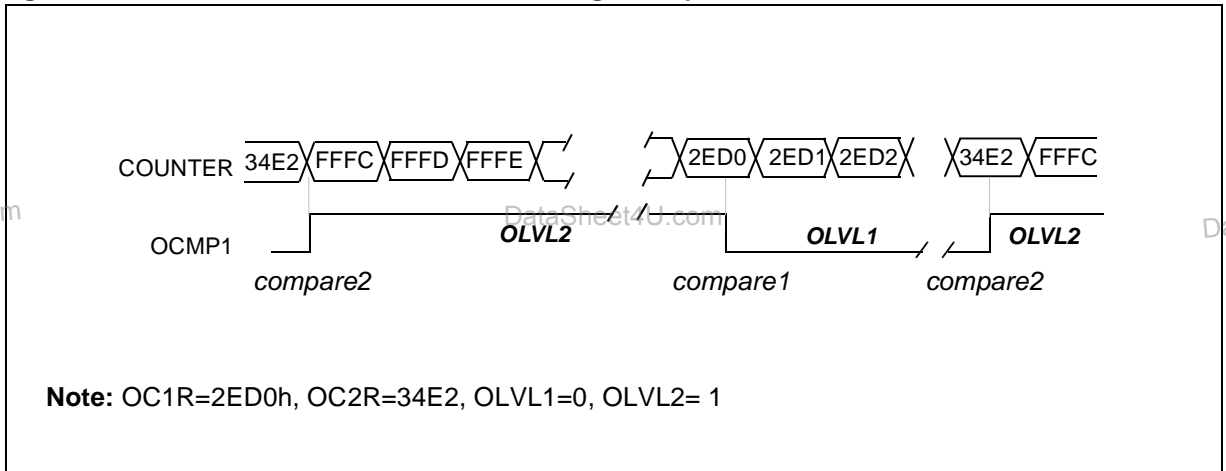 COUNTER 34E2 FFFC FFFD FFFE 2ED0 2ED1 2ED2 34E2 FFFC
m DataSheet4U.com Da
OCMP1 OLVL2 OLVL1 OLVL2
compare2 compare1 compare2
Note: OC1R=2ED0h, OC2R=34E2, OLVL1=0, OLVL2= 1